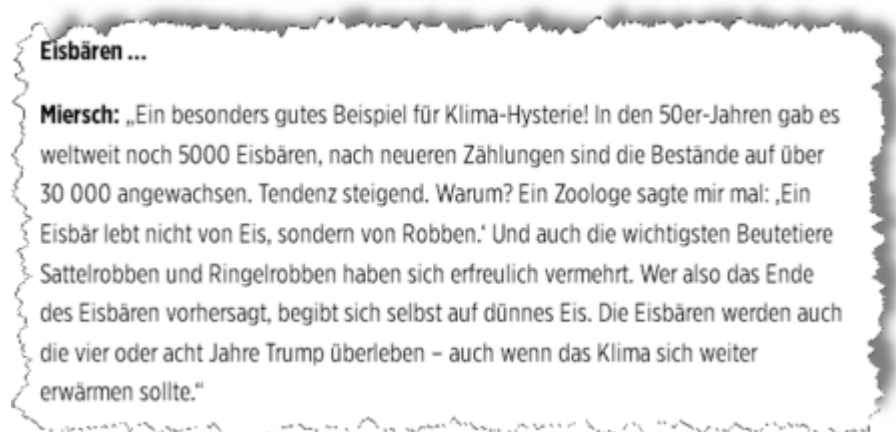 Eisbären ...
Miersch: „Ein besonders gutes Beispiel für Klima-Hysterie! In den 50er-Jahren gab es
weltweit noch 5000 Eisbären, nach neueren Zählungen sind die Bestände auf über
30 000 angewachsen. Tendenz steigend. Warum? Ein Zoologe sagte mir mal: ‚Ein
Eisbär lebt nicht von Eis, sondern von Robben.‘ Und auch die wichtigsten Beutetiere
Sattelrobben und Ringelrobben haben sich erfreulich vermehrt. Wer also das Ende
des Eisbären vorhersagt, begibt sich selbst auf dünnes Eis. Die Eisbären werden auch
die vier oder acht Jahre Trump überleben – auch wenn das Klima sich weiter
erwärmen sollte.“